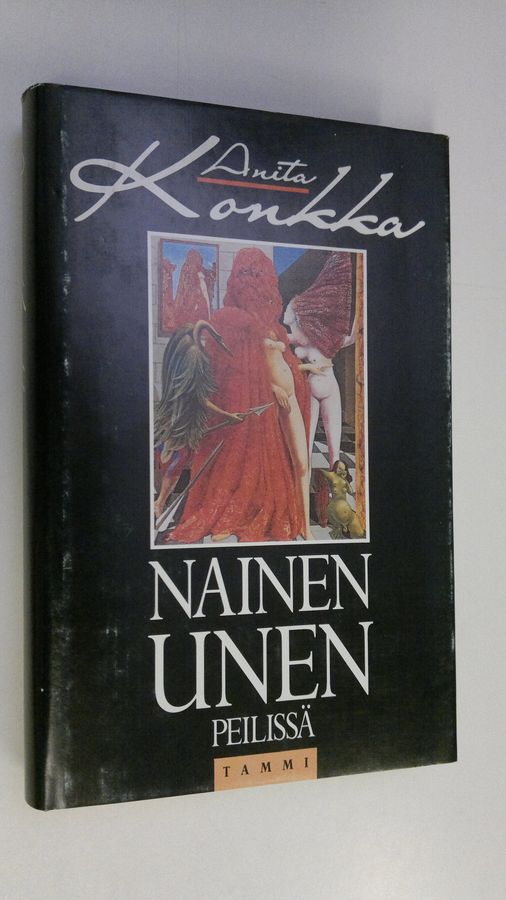 Anita
Konkka
NAINEN
UNEN
PEILISSÄ
TAMMI